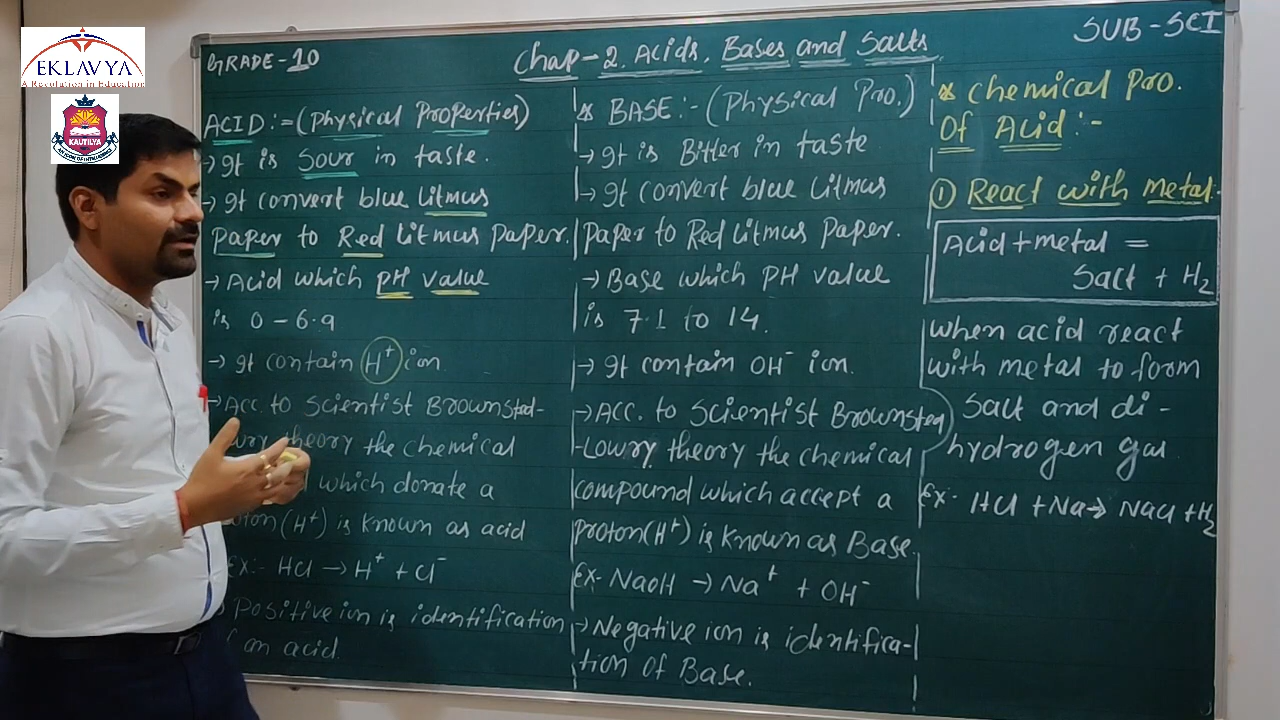 EKLAVYA
A Revolution in Education
KAUTILYA
GRADE-10
Chap-2. Acids, Bases and Salts
SUB-SCI
ACID:-(Physical Properties)
→ It is Sour in taste.
→ It convert blue litmus
paper to Red litmus paper.
→ Acid which pH value
is 0-6.9
→ It contain H+ ion
→ Acc. to Scientist Brownsted-
wry theory the chemical
which donate a
oton(H+) is known as acid
Ex:- HCl → H+ + Cl-
Positive ion is identification
an acid.
* BASE:-(Physical Pro.)
→ It is Bitter in taste
→ It convert blue litmus
Paper to Red litmus Paper.
→ Base which PH value
is 7.1 to 14.
→ It contain OH- ion.
→ Acc. to Scientist Brownsted
-Lowry theory the chemical
compound which accept a
Proton(H+) is known as Base.
Ex- NaOH → Na+ + OH-
→ Negative ion is identifica-
tion of Base.
* Chemical Pro.
Of Acid:-
① React with metal:
Acid+metal =
Salt + H2
when acid react
with metal to form
Salt and di-
hydrogen gas
Ex- HCl + Na → NaCl + H2